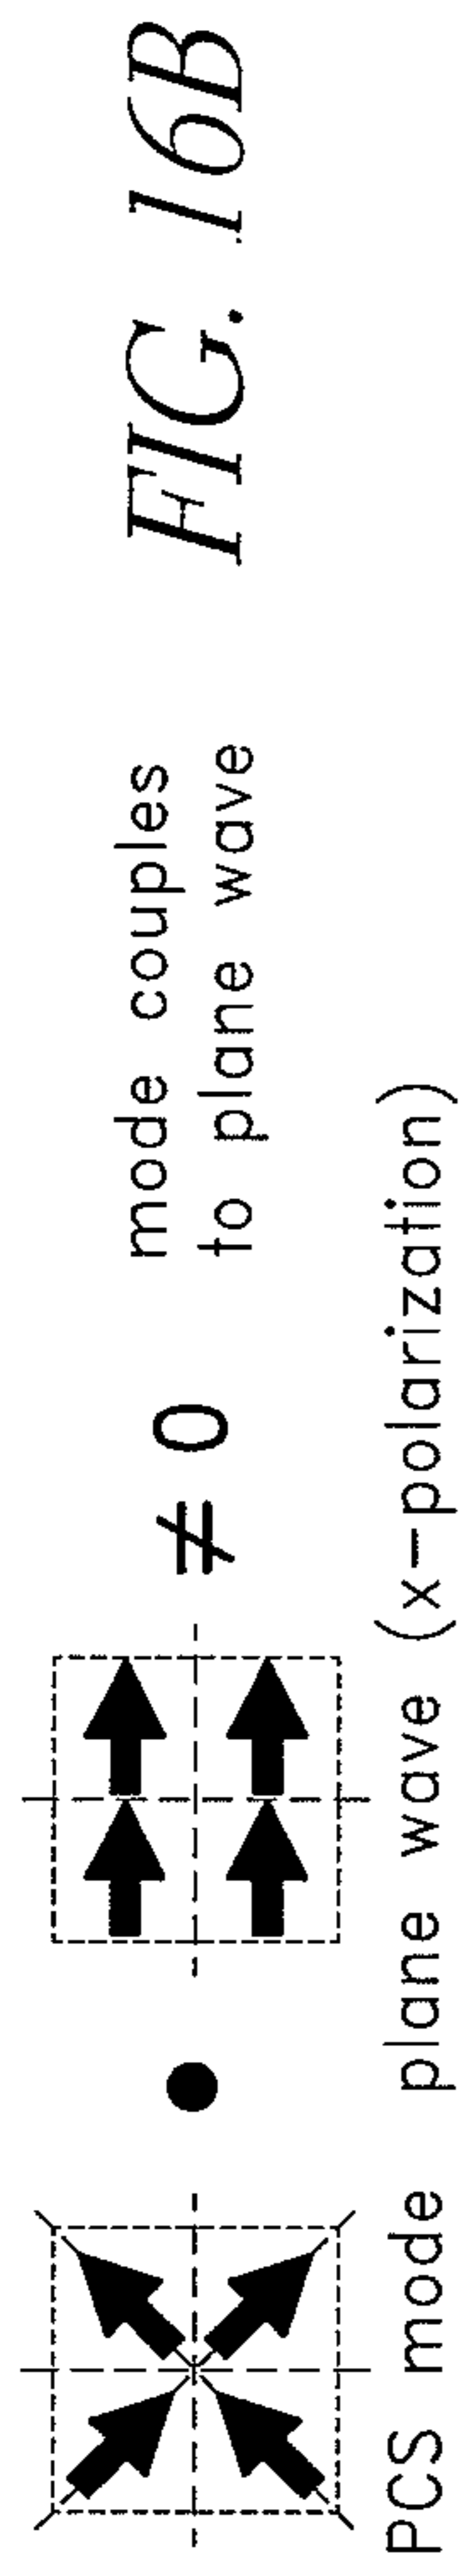 ≠ 0
mode couples
to plane wave
PCS mode
plane wave (x-polarization)
FIG. 16B